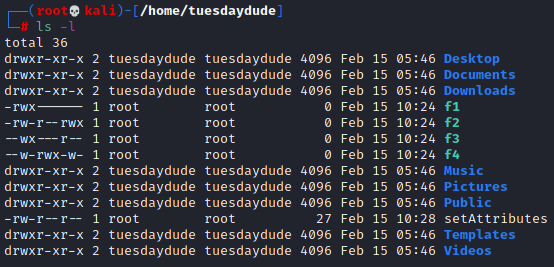 ┌──(root💀kali)-[/home/tuesdaydude]
└─# ls -l
total 36
drwxr-xr-x 2 tuesdaydude tuesdaydude 4096 Feb 15 05:46 Desktop
drwxr-xr-x 2 tuesdaydude tuesdaydude 4096 Feb 15 05:46 Documents
drwxr-xr-x 2 tuesdaydude tuesdaydude 4096 Feb 15 05:46 Downloads
-rwx------ 1 root        root           0 Feb 15 10:24 f1
-rw-r--rwx 1 root        root           0 Feb 15 10:24 f2
--wx---r-- 1 root        root           0 Feb 15 10:24 f3
--w-rwx-w- 1 root        root           0 Feb 15 10:24 f4
drwxr-xr-x 2 tuesdaydude tuesdaydude 4096 Feb 15 05:46 Music
drwxr-xr-x 2 tuesdaydude tuesdaydude 4096 Feb 15 05:46 Pictures
drwxr-xr-x 2 tuesdaydude tuesdaydude 4096 Feb 15 05:46 Public
-rw-r--r-- 1 root        root          27 Feb 15 10:28 setAttributes
drwxr-xr-x 2 tuesdaydude tuesdaydude 4096 Feb 15 05:46 Templates
drwxr-xr-x 2 tuesdaydude tuesdaydude 4096 Feb 15 05:46 Videos